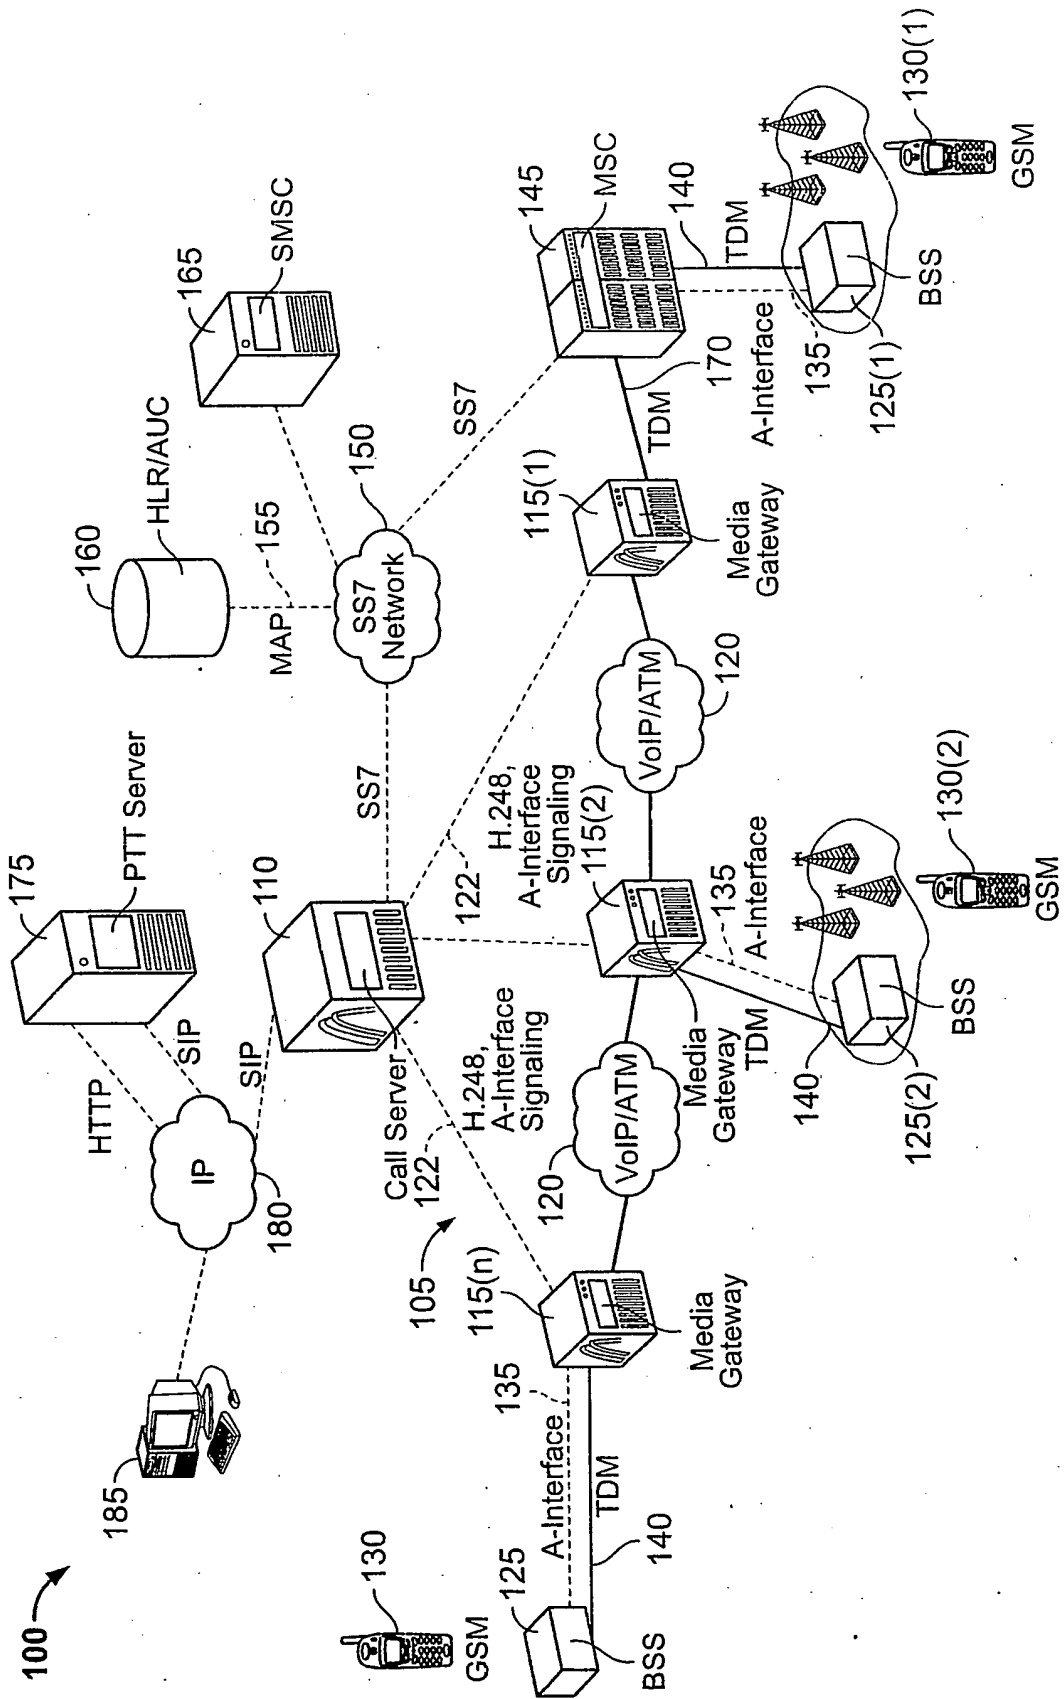 100
185
HTTP
175
PTT Server
160
HLR/AUC
165
SMSC
IP
SIP
SIP
180
110
MAP
155
SS7
Network
150
SS7
SS7
Call Server
105
122
H.248,
A-Interface
Signaling
122
H.248,
A-Interface
Signaling
130
GSM
125
BSS
A-Interface
135
TDM
140
115(n)
Media
Gateway
120
VoIP/ATM
115(2)
Media
Gateway
VoIP/ATM
120
115(1)
Media
Gateway
TDM
170
145
MSC
TDM
140
135
A-Interface
140
TDM
A-Interface
135
125(2)
BSS
130(2)
GSM
125(1)
BSS
130(1)
GSM